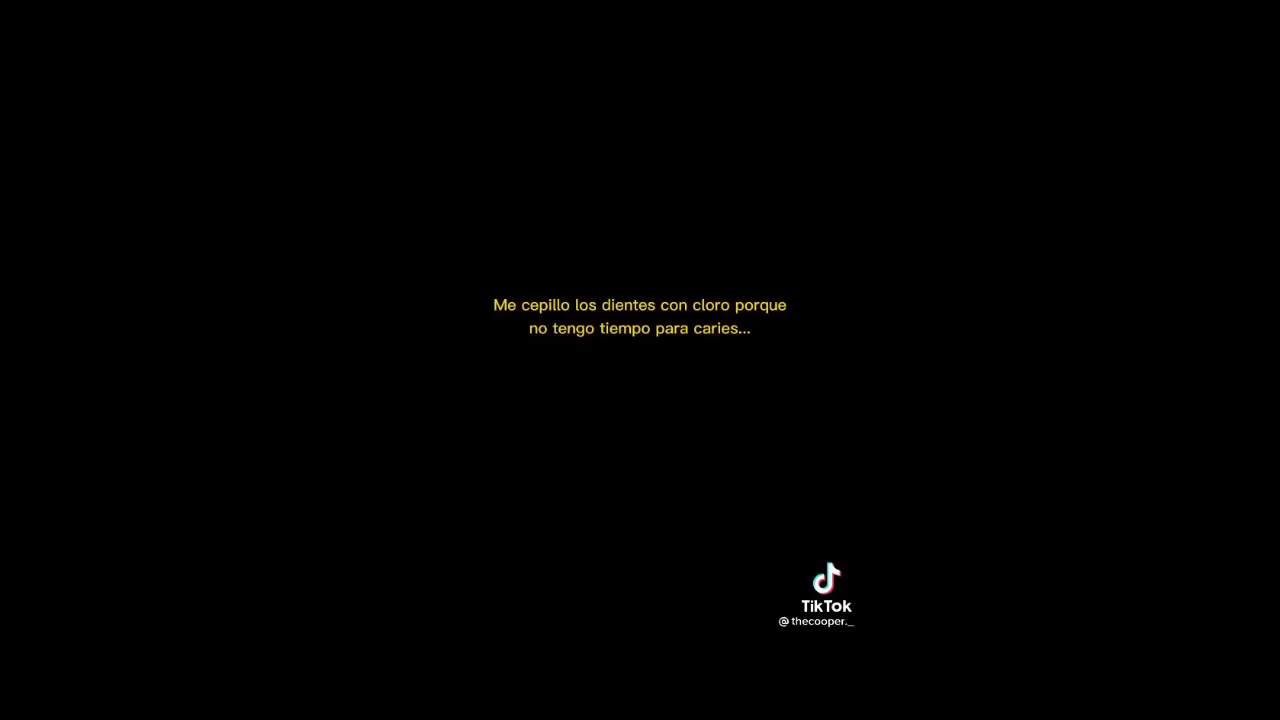 Me cepillo los dientes con cloro porque
no tengo tiempo para caries...
TikTok
@thecooper._